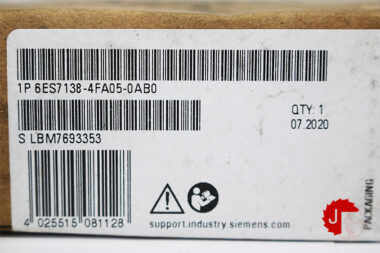 1P 6ES7138-4FA05-0AB0
QTY: 1
07.2020
S LBM7693353
4 025515 081128
support.industry siemens.com
PACKAGING